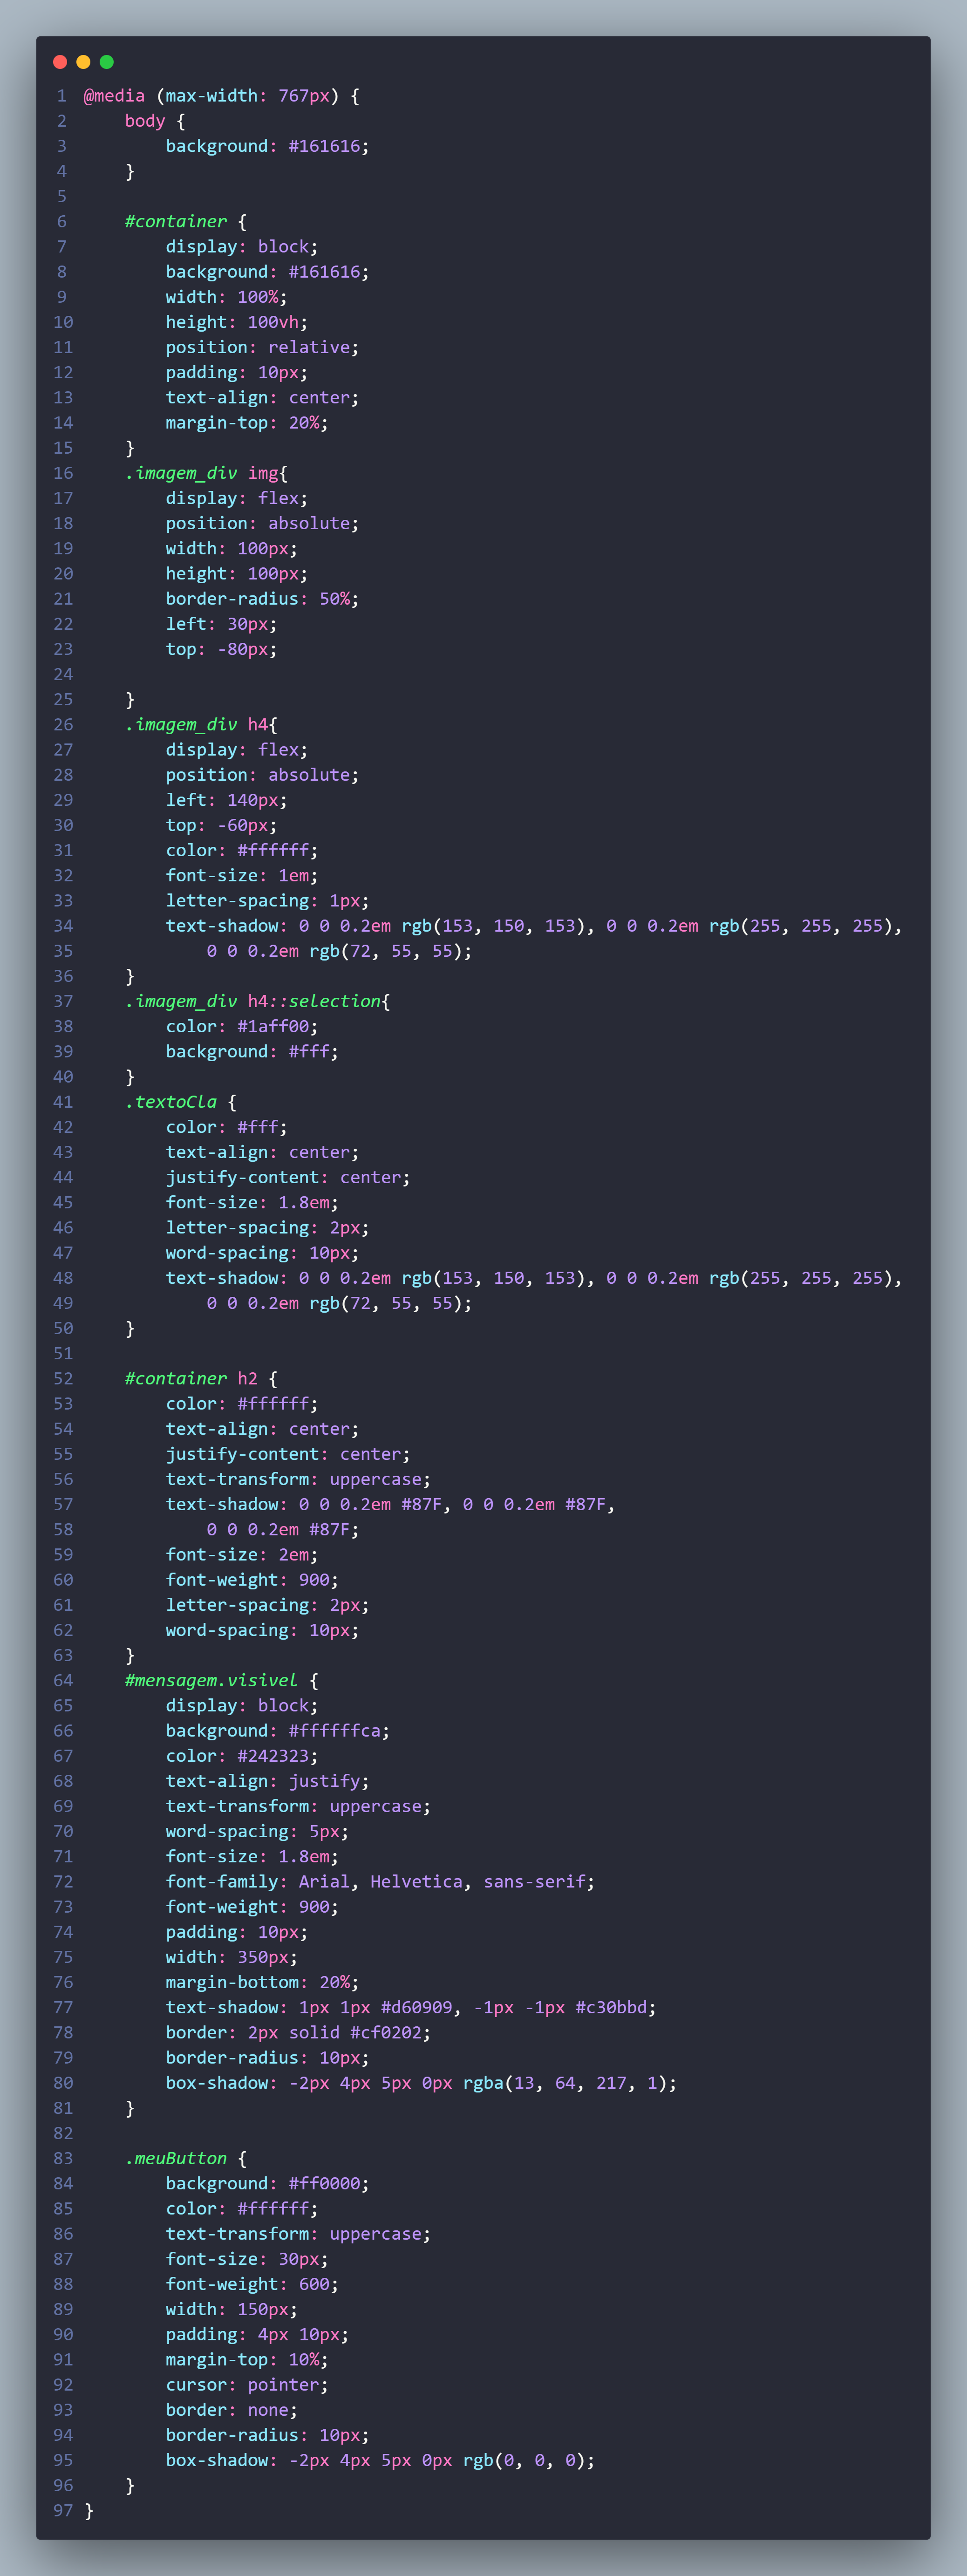 1 @media (max-width: 767px) {
2     body {
3         background: #161616;
4     }
5
6     #container {
7         display: block;
8         background: #161616;
9         width: 100%;
10         height: 100vh;
11         position: relative;
12         padding: 10px;
13         text-align: center;
14         margin-top: 20%;
15     }
16     .imagem_div img{
17         display: flex;
18         position: absolute;
19         width: 100px;
20         height: 100px;
21         border-radius: 50%;
22         left: 30px;
23         top: -80px;
24
25     }
26     .imagem_div h4{
27         display: flex;
28         position: absolute;
29         left: 140px;
30         top: -60px;
31         color: #ffffff;
32         font-size: 1em;
33         letter-spacing: 1px;
34         text-shadow: 0 0 0.2em rgb(153, 150, 153), 0 0 0.2em rgb(255, 255, 255),
35             0 0 0.2em rgb(72, 55, 55);
36     }
37     .imagem_div h4::selection{
38         color: #1aff00;
39         background: #fff;
40     }
41     .textoCla {
42         color: #fff;
43         text-align: center;
44         justify-content: center;
45         font-size: 1.8em;
46         letter-spacing: 2px;
47         word-spacing: 10px;
48         text-shadow: 0 0 0.2em rgb(153, 150, 153), 0 0 0.2em rgb(255, 255, 255),
49             0 0 0.2em rgb(72, 55, 55);
50     }
51
52     #container h2 {
53         color: #ffffff;
54         text-align: center;
55         justify-content: center;
56         text-transform: uppercase;
57         text-shadow: 0 0 0.2em #87F, 0 0 0.2em #87F,
58             0 0 0.2em #87F;
59         font-size: 2em;
60         font-weight: 900;
61         letter-spacing: 2px;
62         word-spacing: 10px;
63     }
64     #mensagem.visivel {
65         display: block;
66         background: #ffffffca;
67         color: #242323;
68         text-align: justify;
69         text-transform: uppercase;
70         word-spacing: 5px;
71         font-size: 1.8em;
72         font-family: Arial, Helvetica, sans-serif;
73         font-weight: 900;
74         padding: 10px;
75         width: 350px;
76         margin-bottom: 20%;
77         text-shadow: 1px 1px #d60909, -1px -1px #c30bbd;
78         border: 2px solid #cf0202;
79         border-radius: 10px;
80         box-shadow: -2px 4px 5px 0px rgba(13, 64, 217, 1);
81     }
82
83     .meuButton {
84         background: #ff0000;
85         color: #ffffff;
86         text-transform: uppercase;
87         font-size: 30px;
88         font-weight: 600;
89         width: 150px;
90         padding: 4px 10px;
91         margin-top: 10%;
92         cursor: pointer;
93         border: none;
94         border-radius: 10px;
95         box-shadow: -2px 4px 5px 0px rgb(0, 0, 0);
96     }
97 }